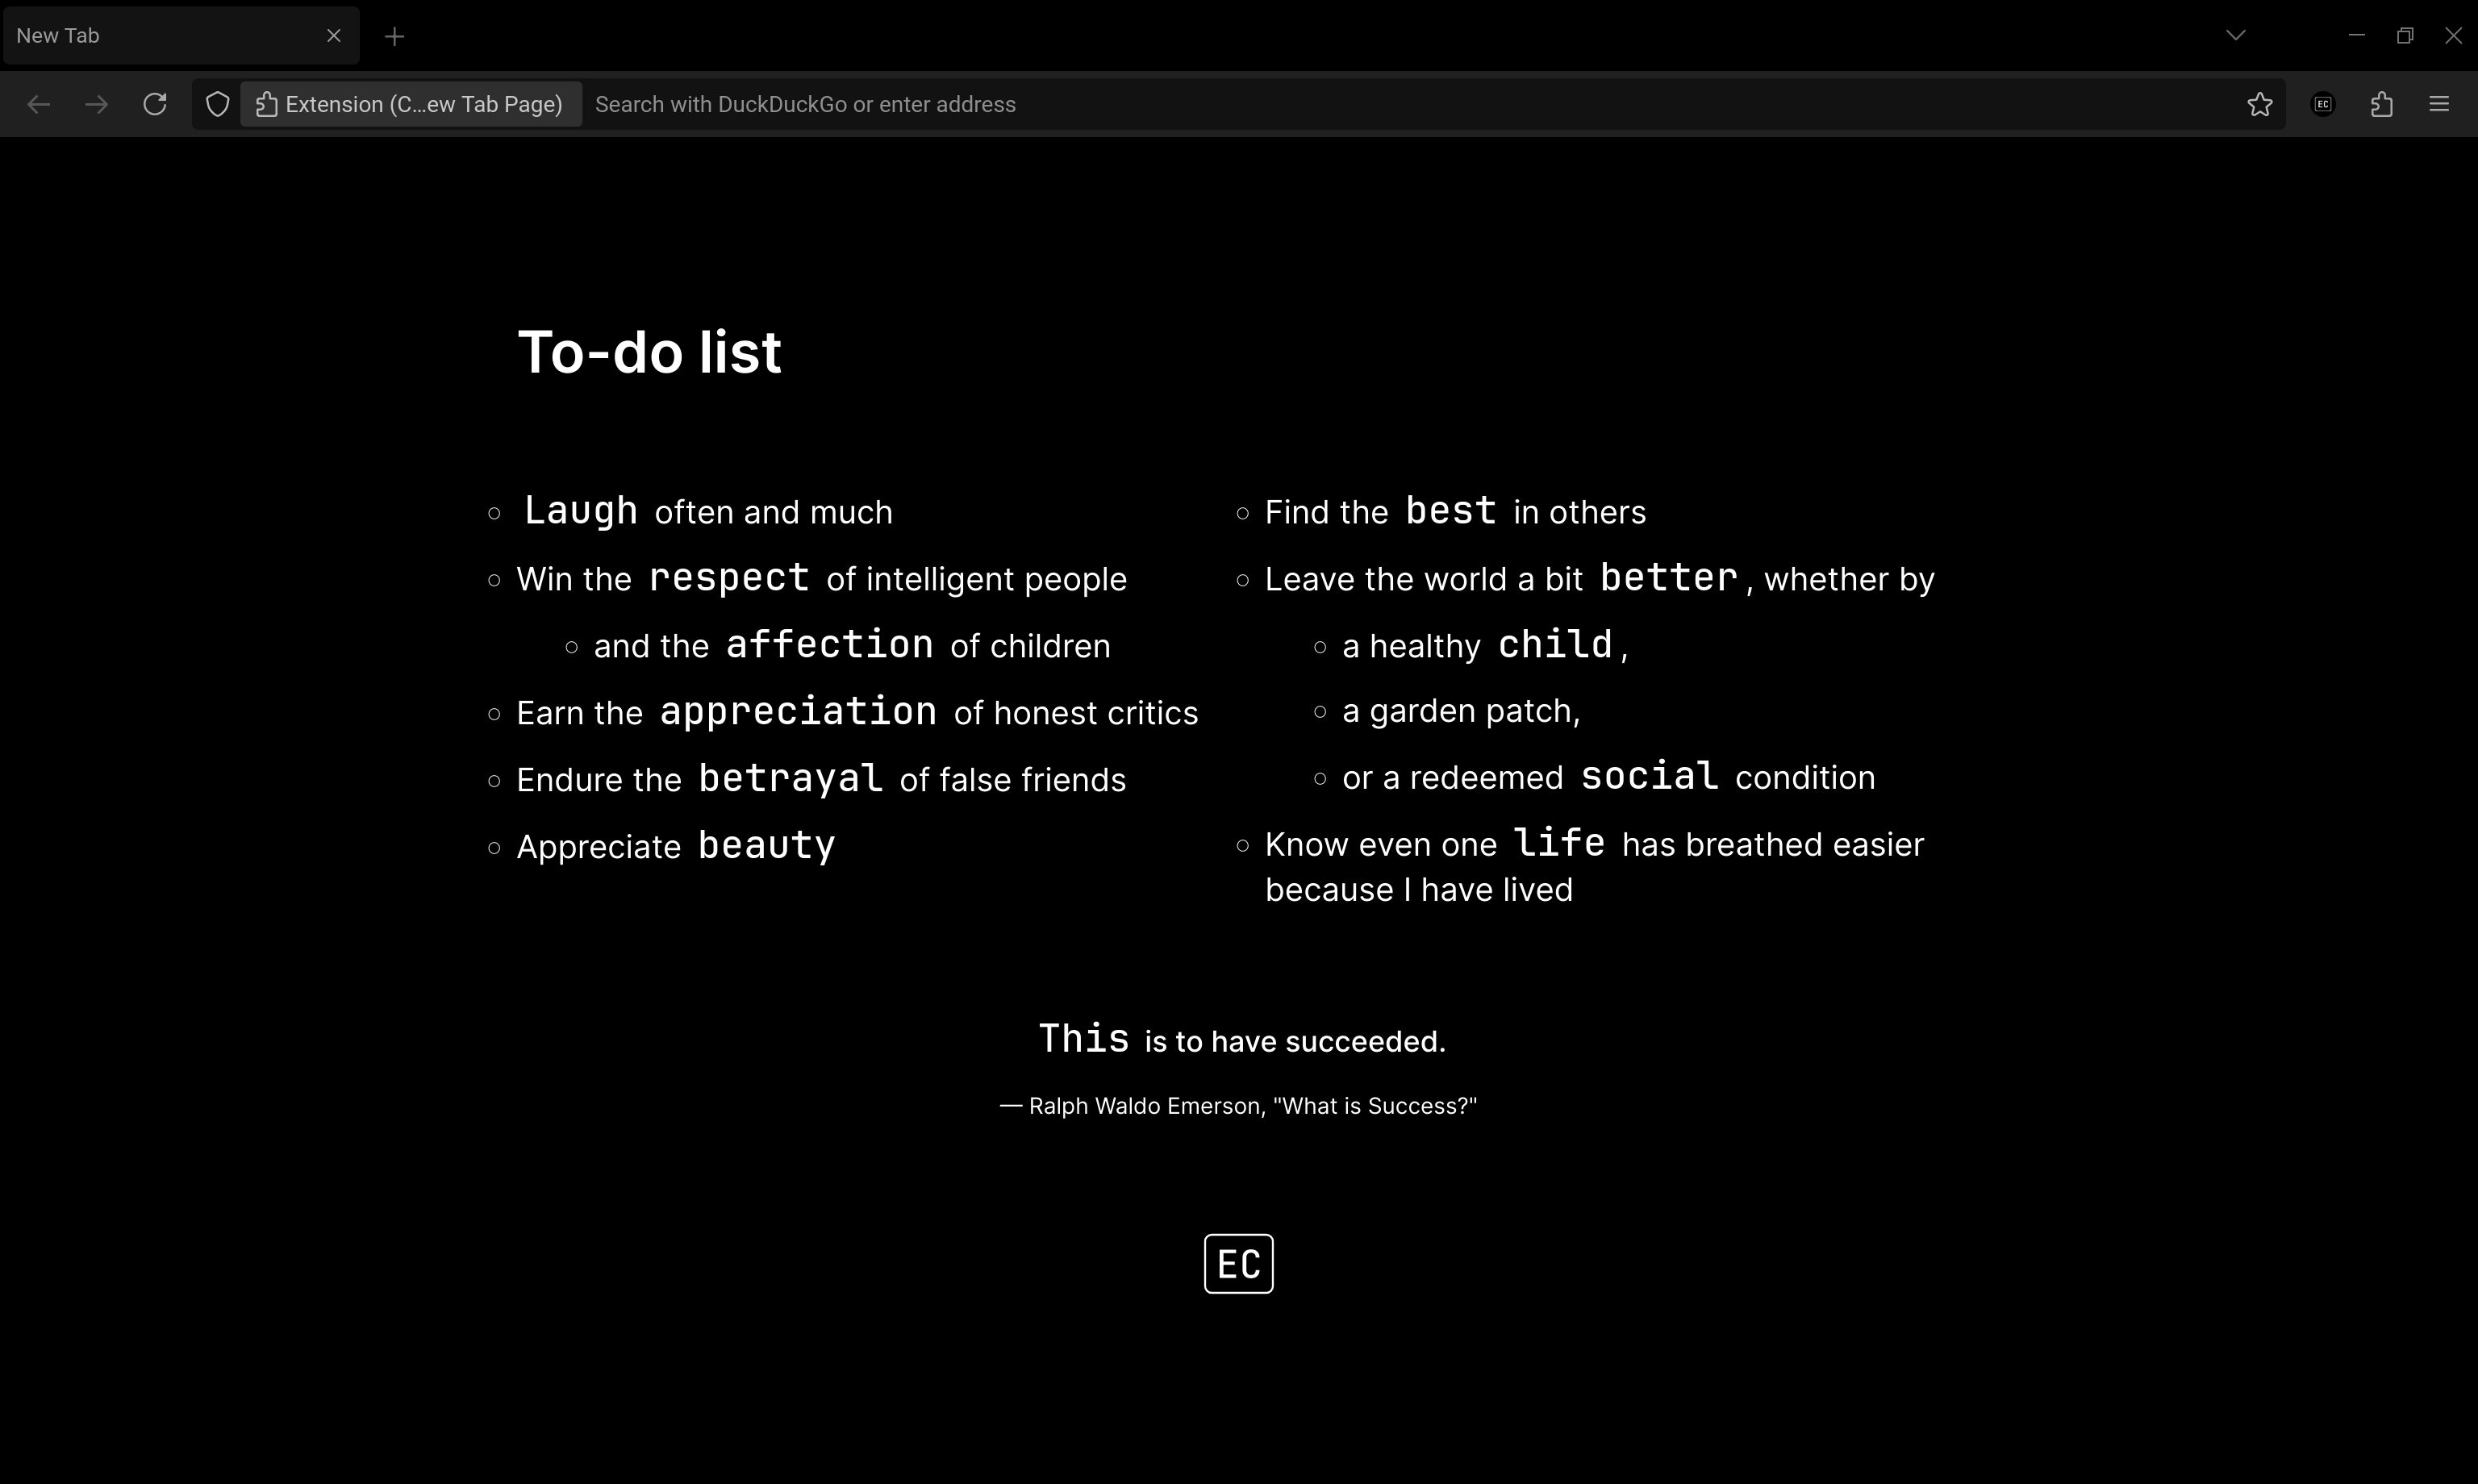 New Tab
Extension (C...ew Tab Page) Search with DuckDuckGo or enter address
EC
To-do list
Laugh often and much
Win the respect of intelligent people
and the affection of children
Earn the appreciation of honest critics
Endure the betrayal of false friends
Appreciate beauty
Find the best in others
Leave the world a bit better, whether by
a healthy child,
a garden patch,
or a redeemed social condition
Know even one life has breathed easier
because I have lived
This is to have succeeded.
— Ralph Waldo Emerson, "What is Success?"
EC